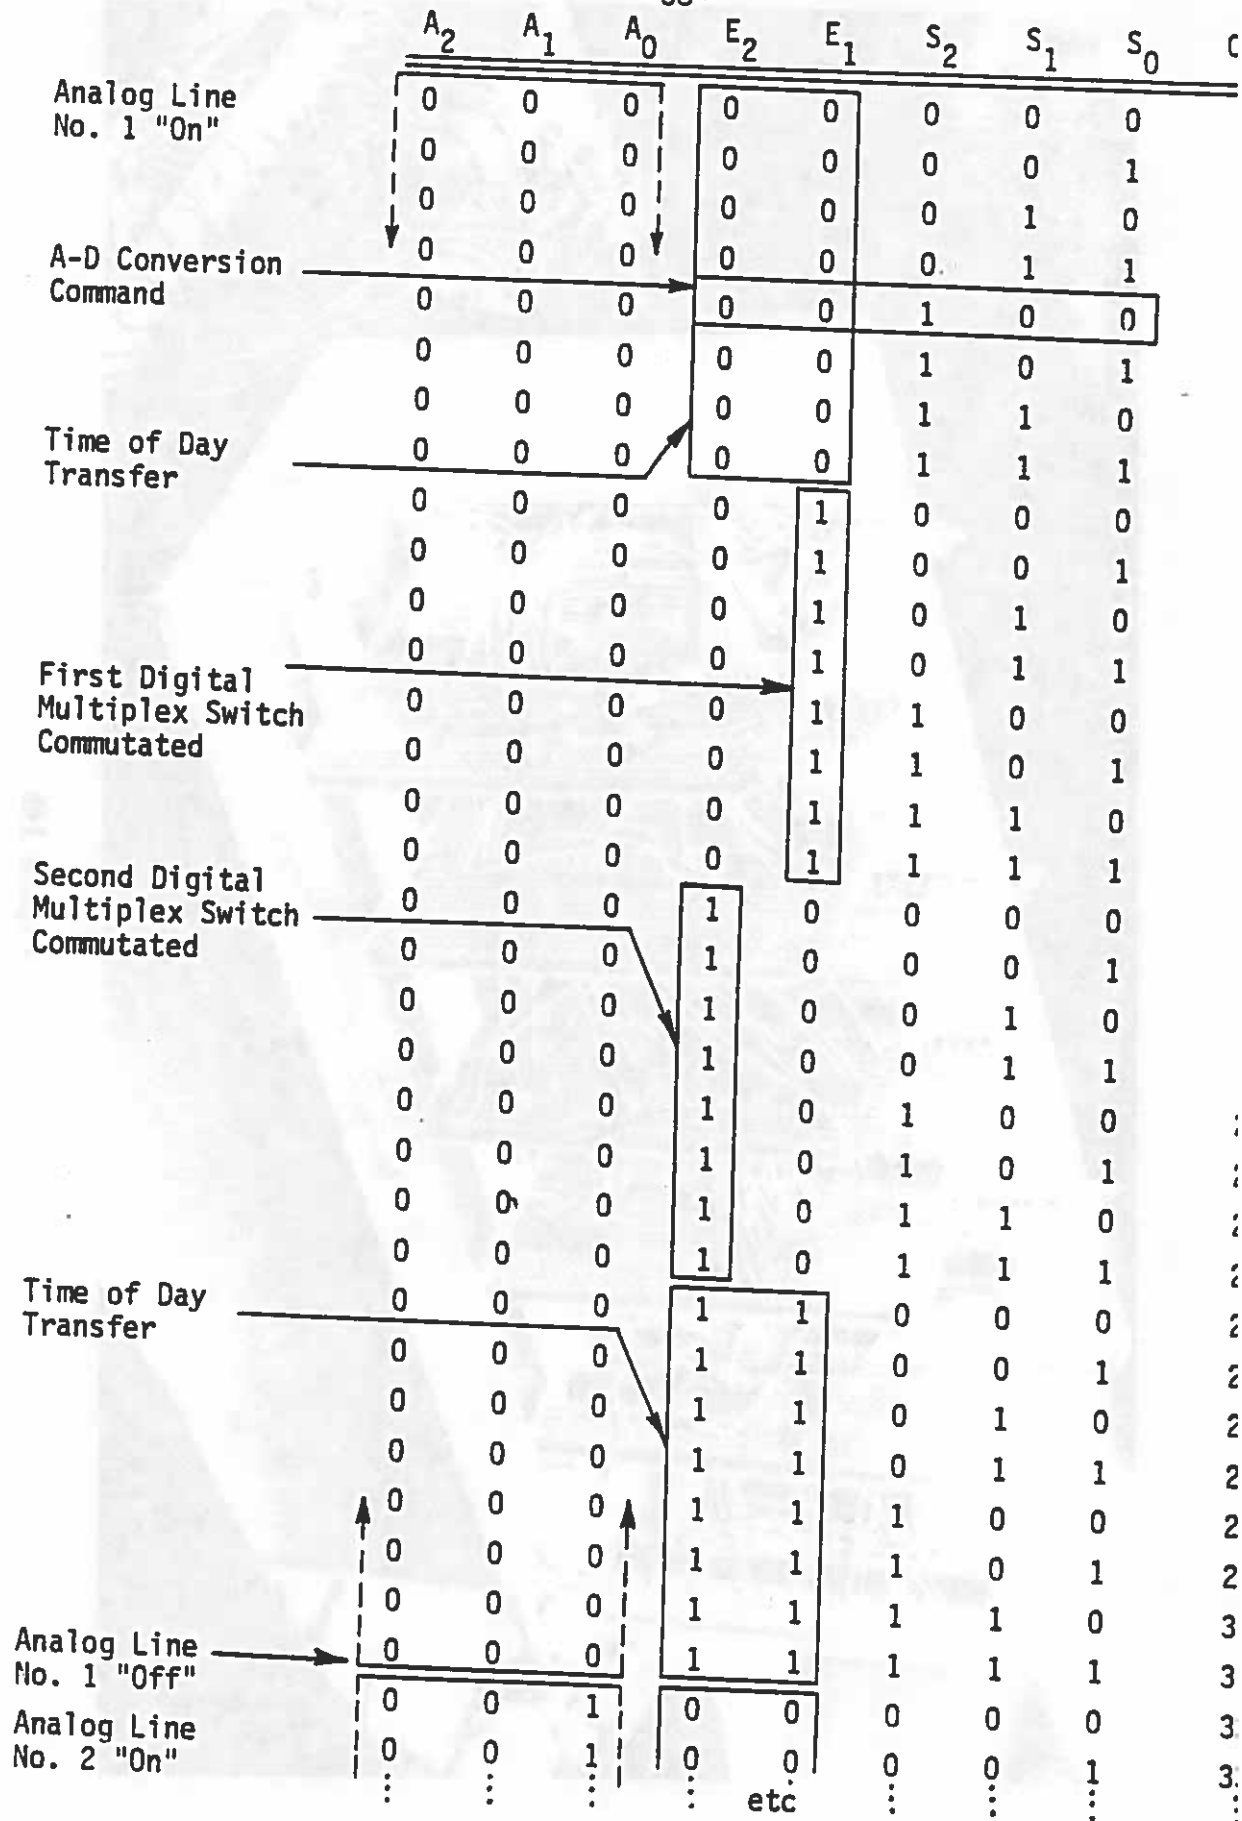 A2 A1 A0 E2 E1 S2 S1 S0
Analog Line
No. 1 "On"
0 0 0 0 0 0 0 0
0 0 0 0 0 0 0 1
0 0 0 0 0 0 1 0
0 0 0 0 0 0 1 1
A-D Conversion
Command
0 0 0 0 0 1 0 0
0 0 0 0 0 1 0 1
0 0 0 0 0 1 1 0
0 0 0 0 0 1 1 1
Time of Day
Transfer
0 0 0 0 1 0 0 0
0 0 0 0 1 0 0 1
0 0 0 0 1 0 1 0
0 0 0 0 1 0 1 1
First Digital
Multiplex Switch
Commutated
0 0 0 0 1 1 0 0
0 0 0 0 1 1 0 1
0 0 0 0 1 1 1 0
0 0 0 0 1 1 1 1
Second Digital
Multiplex Switch
Commutated
0 0 0 1 0 0 0 0
0 0 0 1 0 0 0 1
0 0 0 1 0 0 1 0
0 0 0 1 0 0 1 1
0 0 0 1 0 1 0 0
0 0 0 1 0 1 0 1
0 0 0 1 0 1 1 0
0 0 0 1 0 1 1 1
Time of Day
Transfer
0 0 0 1 1 0 0 0 2
0 0 0 1 1 0 0 1 2
0 0 0 1 1 0 1 0 2
0 0 0 1 1 0 1 1 2
0 0 0 1 1 1 0 0 2
0 0 0 1 1 1 0 1 2
0 0 0 1 1 1 1 0 3
0 0 0 1 1 1 1 1 3
Analog Line
No. 1 "Off"
0 0 1 0 0 0 0 0 3
Analog Line
No. 2 "On"
0 0 1 0 0 0 0 1 3
etc